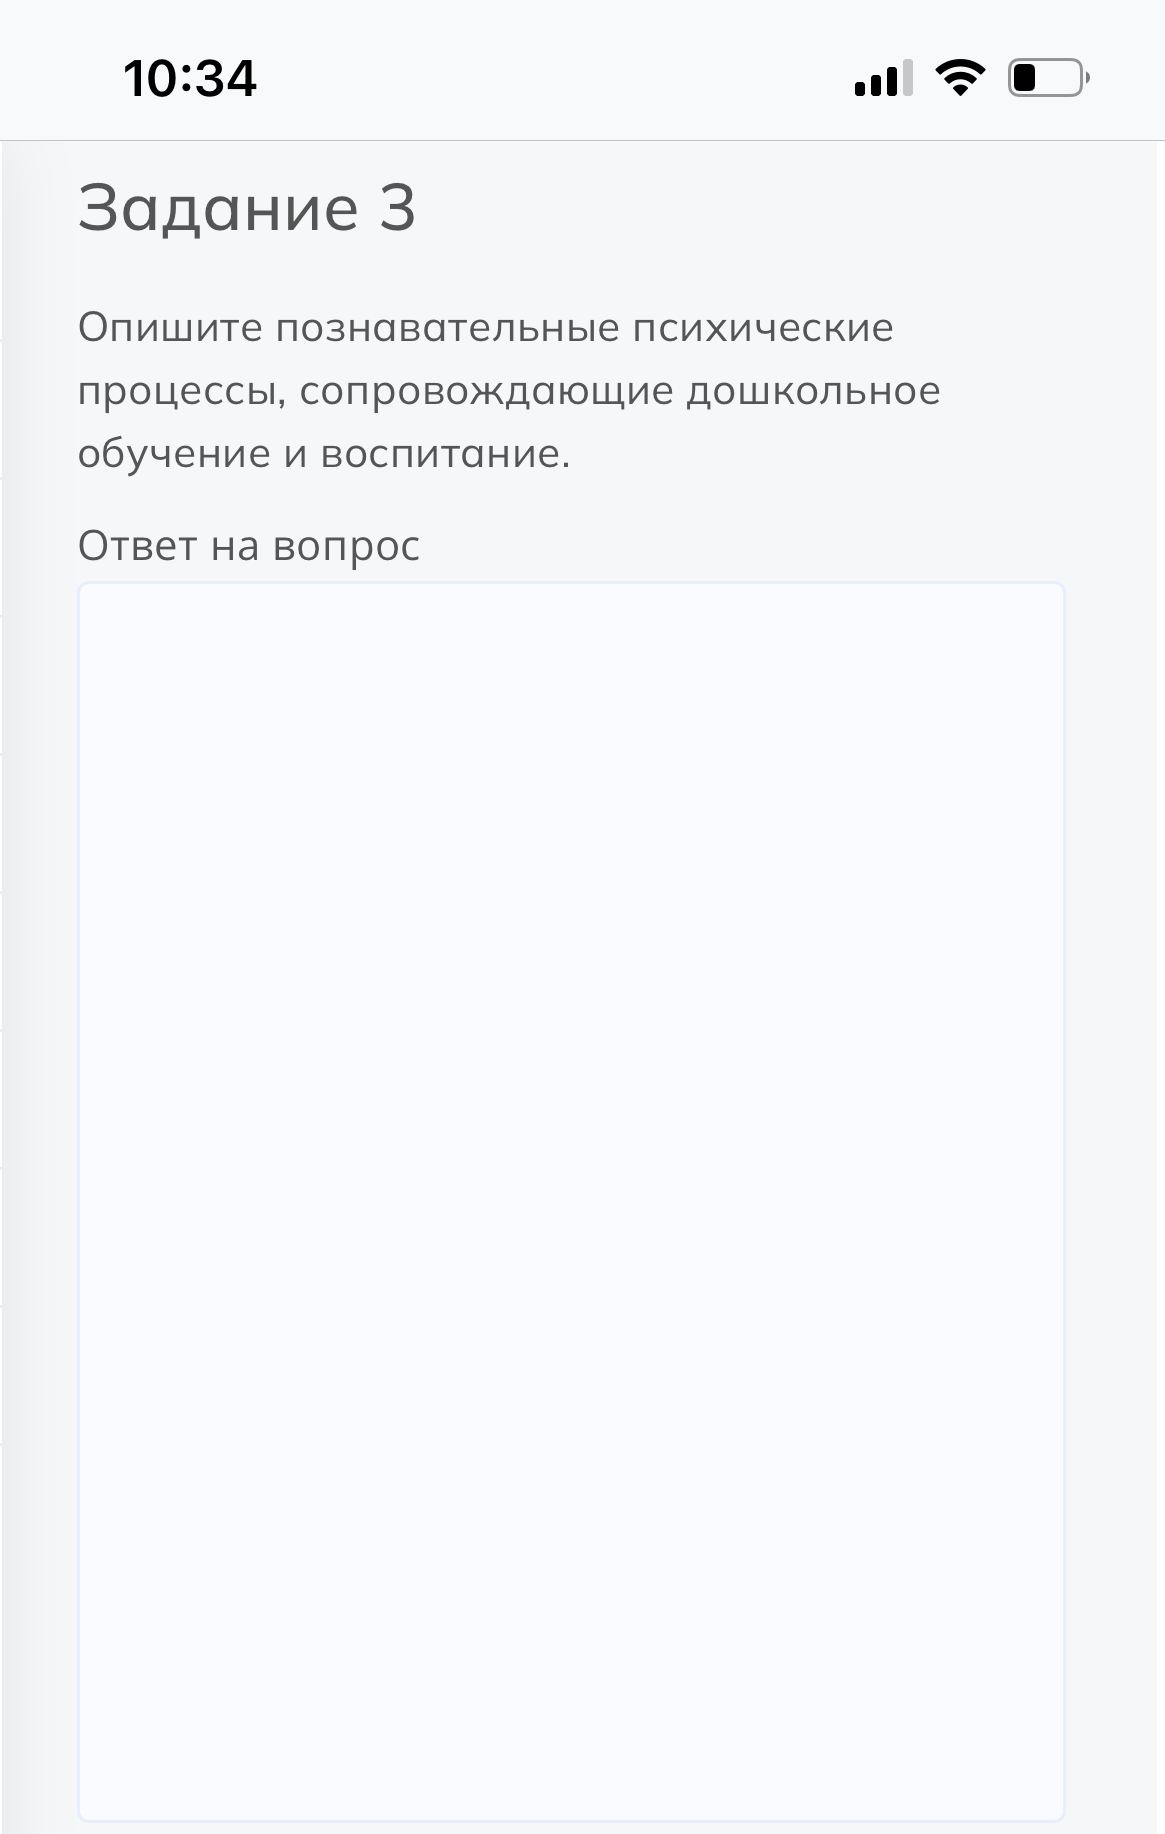 10:34
Задание 3
Опишите познавательные психические
процессы, сопровождающие дошкольное
обучение и воспитание.
Ответ на вопрос